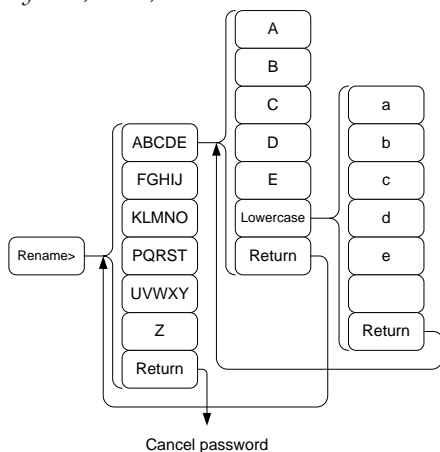 Rename>
ABCDE
FGHIJ
KLMNO
PQRST
UVWXY
Z
Return
A
B
C
D
E
Lowercase
Return
a
b
c
d
e
Return
Cancel password